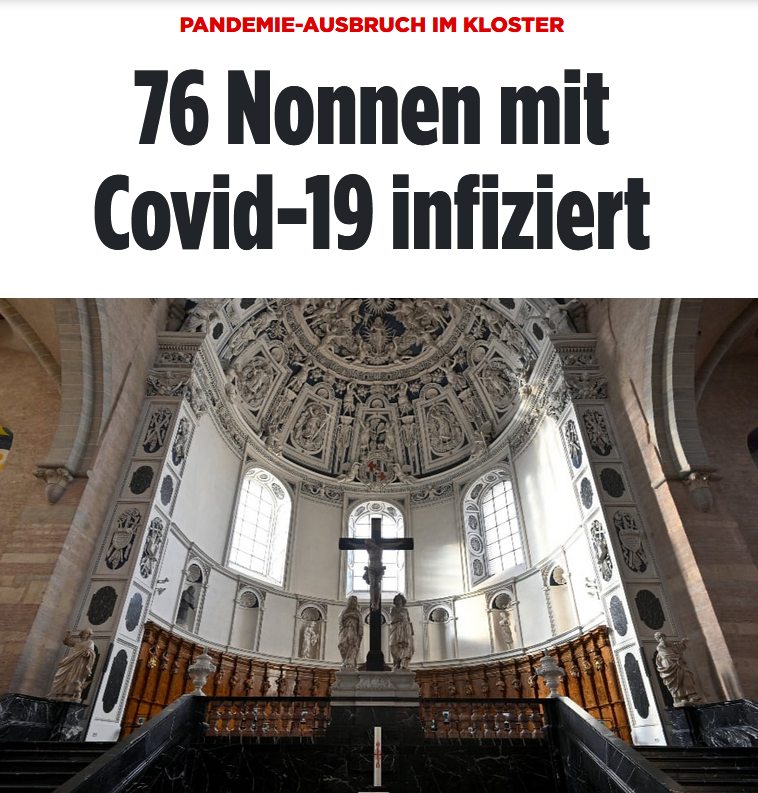 PANDEMIE-AUSBRUCH IM KLOSTER
76 Nonnen mit
Covid-19 infiziert